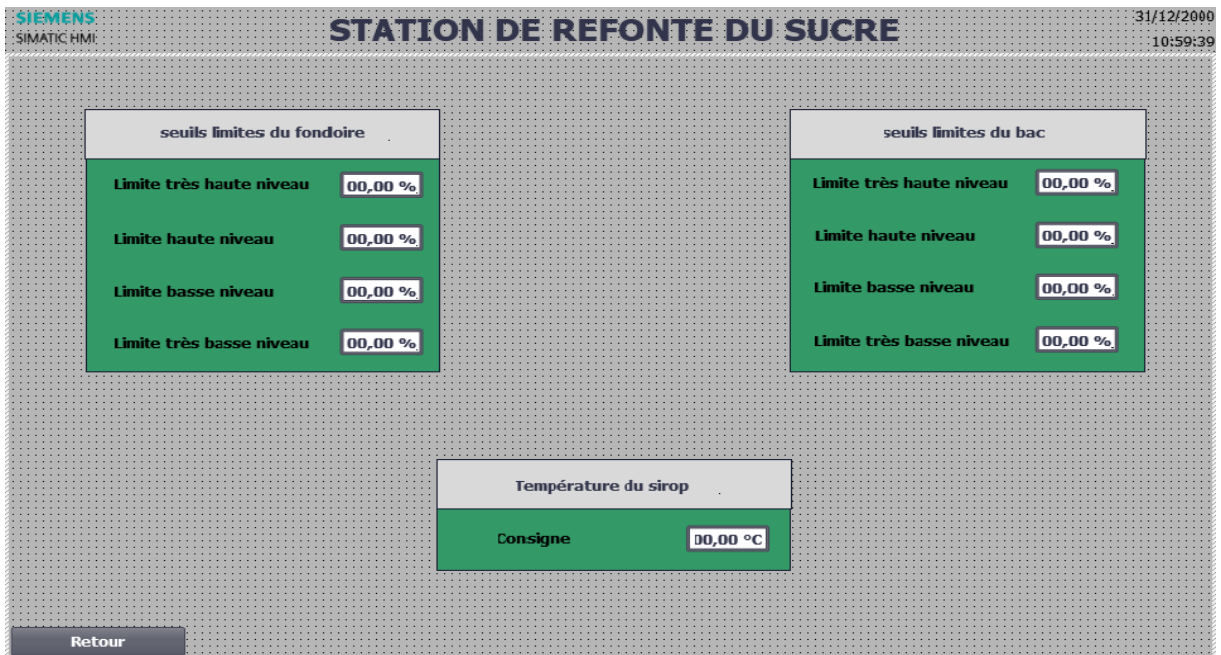 SIEMENS
SIMATIC HMI
STATION DE REFONTE DU SUCRE
31/12/2000
10:59:39
seuils limites du fondoire
Limite très haute niveau 00,00 %
Limite haute niveau 00,00 %
Limite basse niveau 00,00 %
Limite très basse niveau 00,00 %
seuils limites du bac
Limite très haute niveau 00,00 %
Limite haute niveau 00,00 %
Limite basse niveau 00,00 %
Limite très basse niveau 00,00 %
Température du sirop
Consigne 00,00 °C
Retour